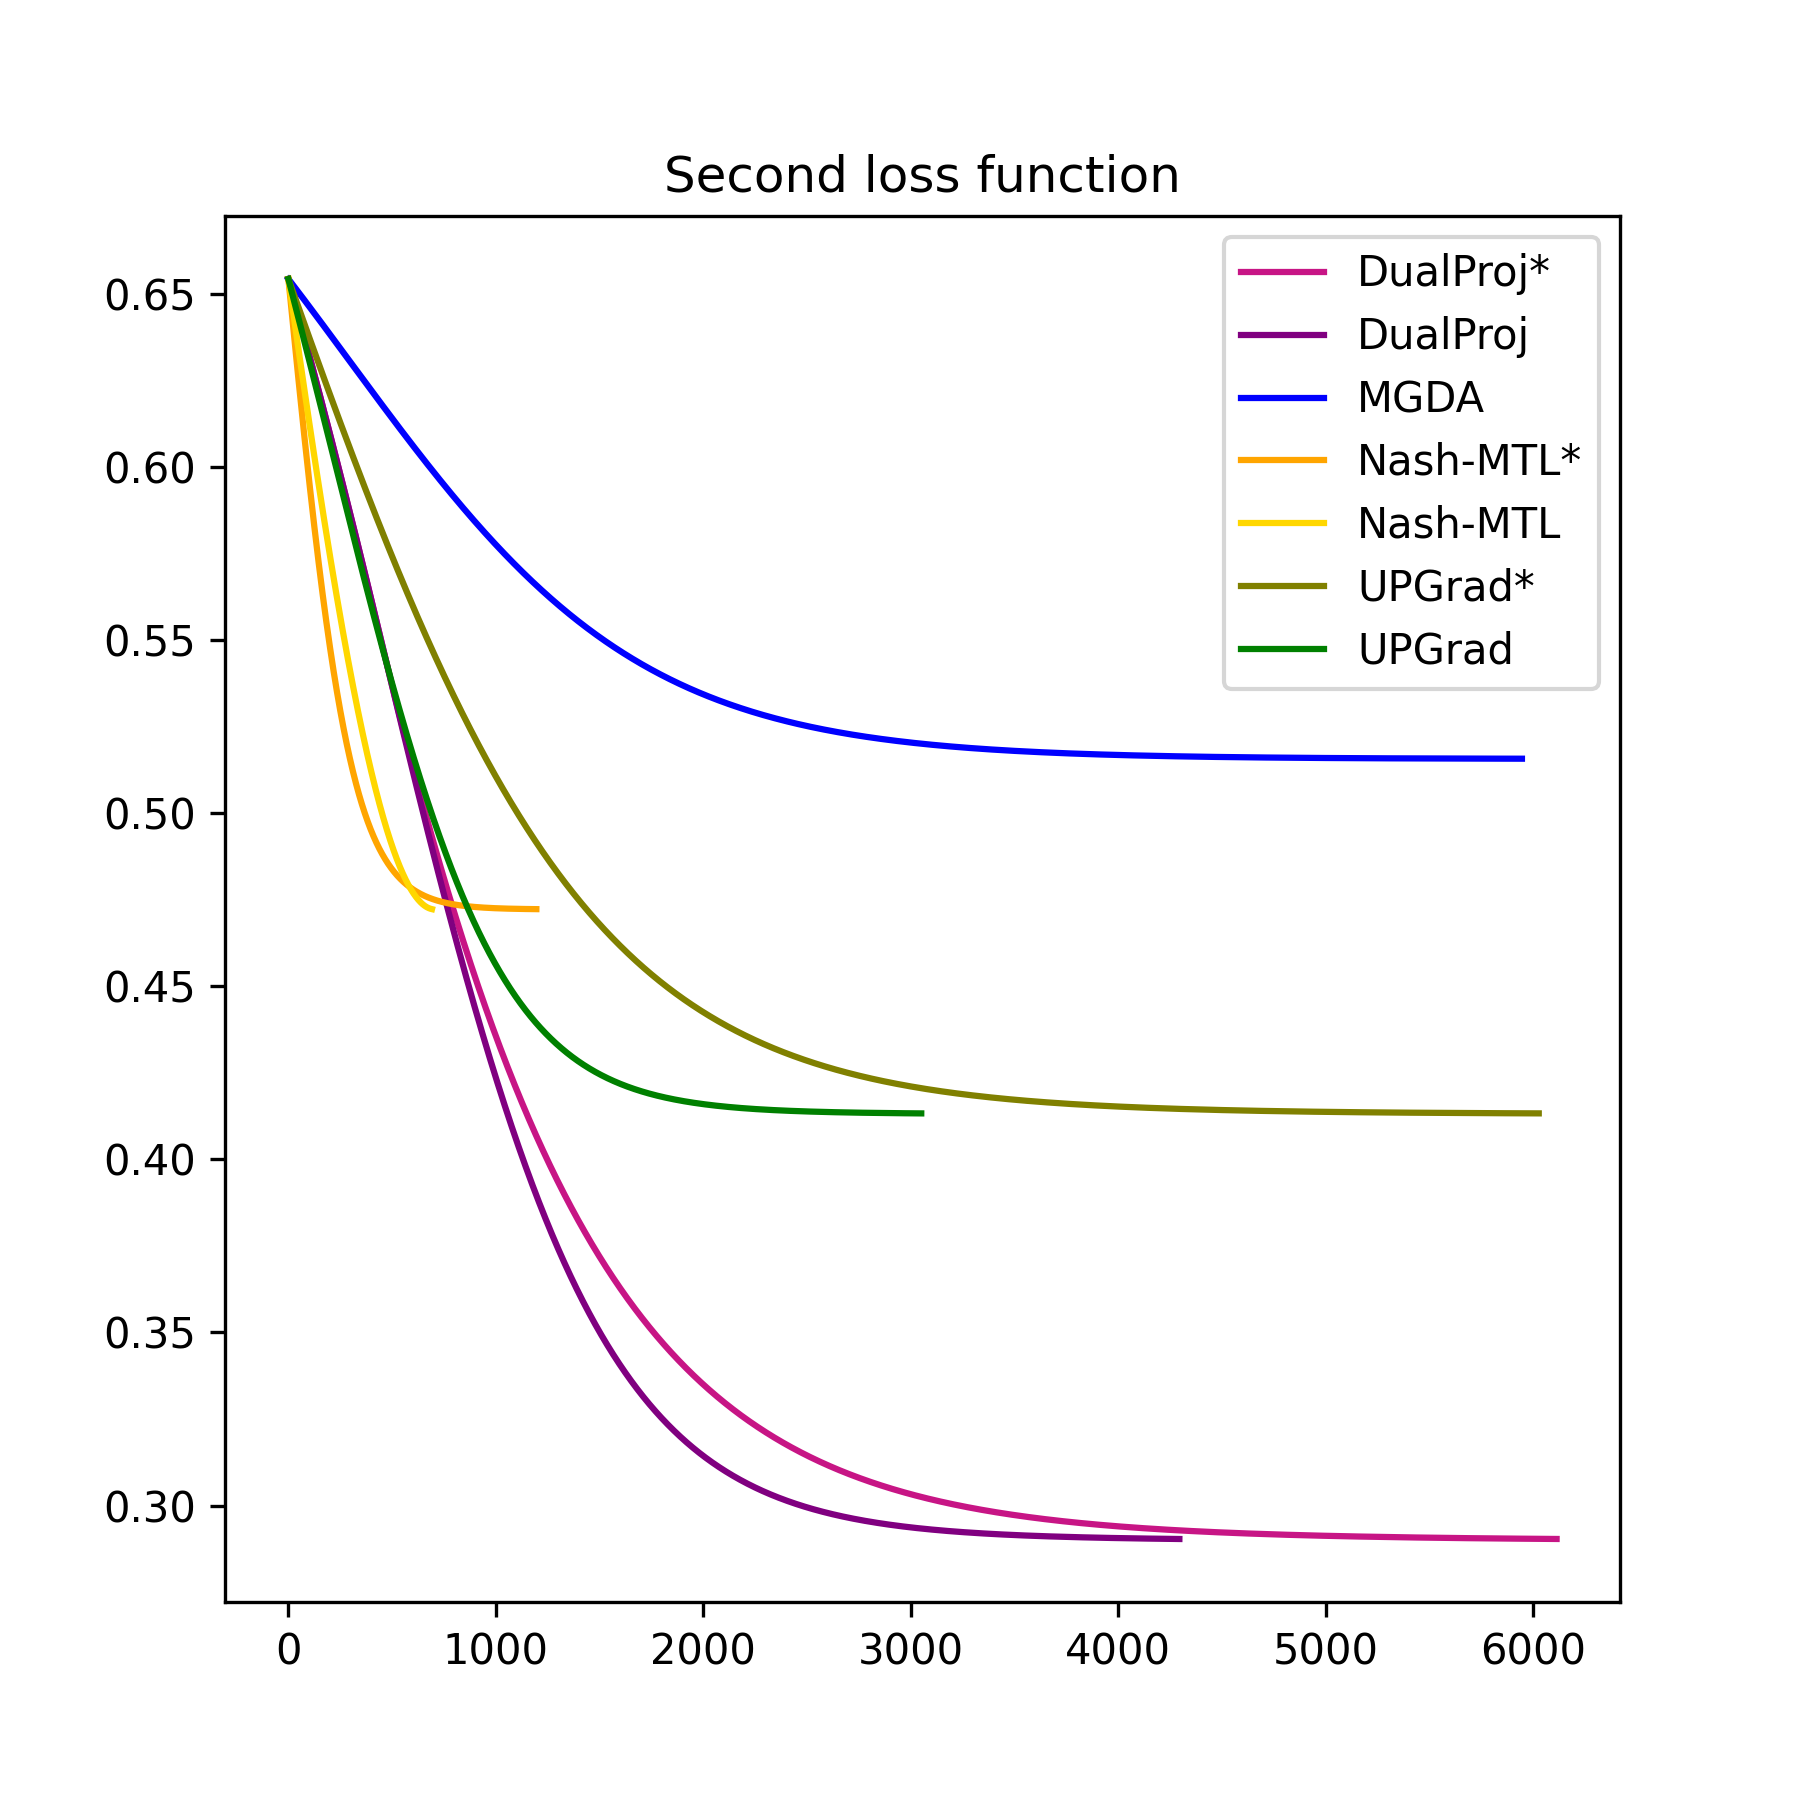 Second loss function
DualProj*
DualProj
MGDA
Nash-MTL*
Nash-MTL
UPGrad*
UPGrad
0.65
0.60
0.55
0.50
0.45
0.40
0.35
0.30
0 1000 2000 3000 4000 5000 6000